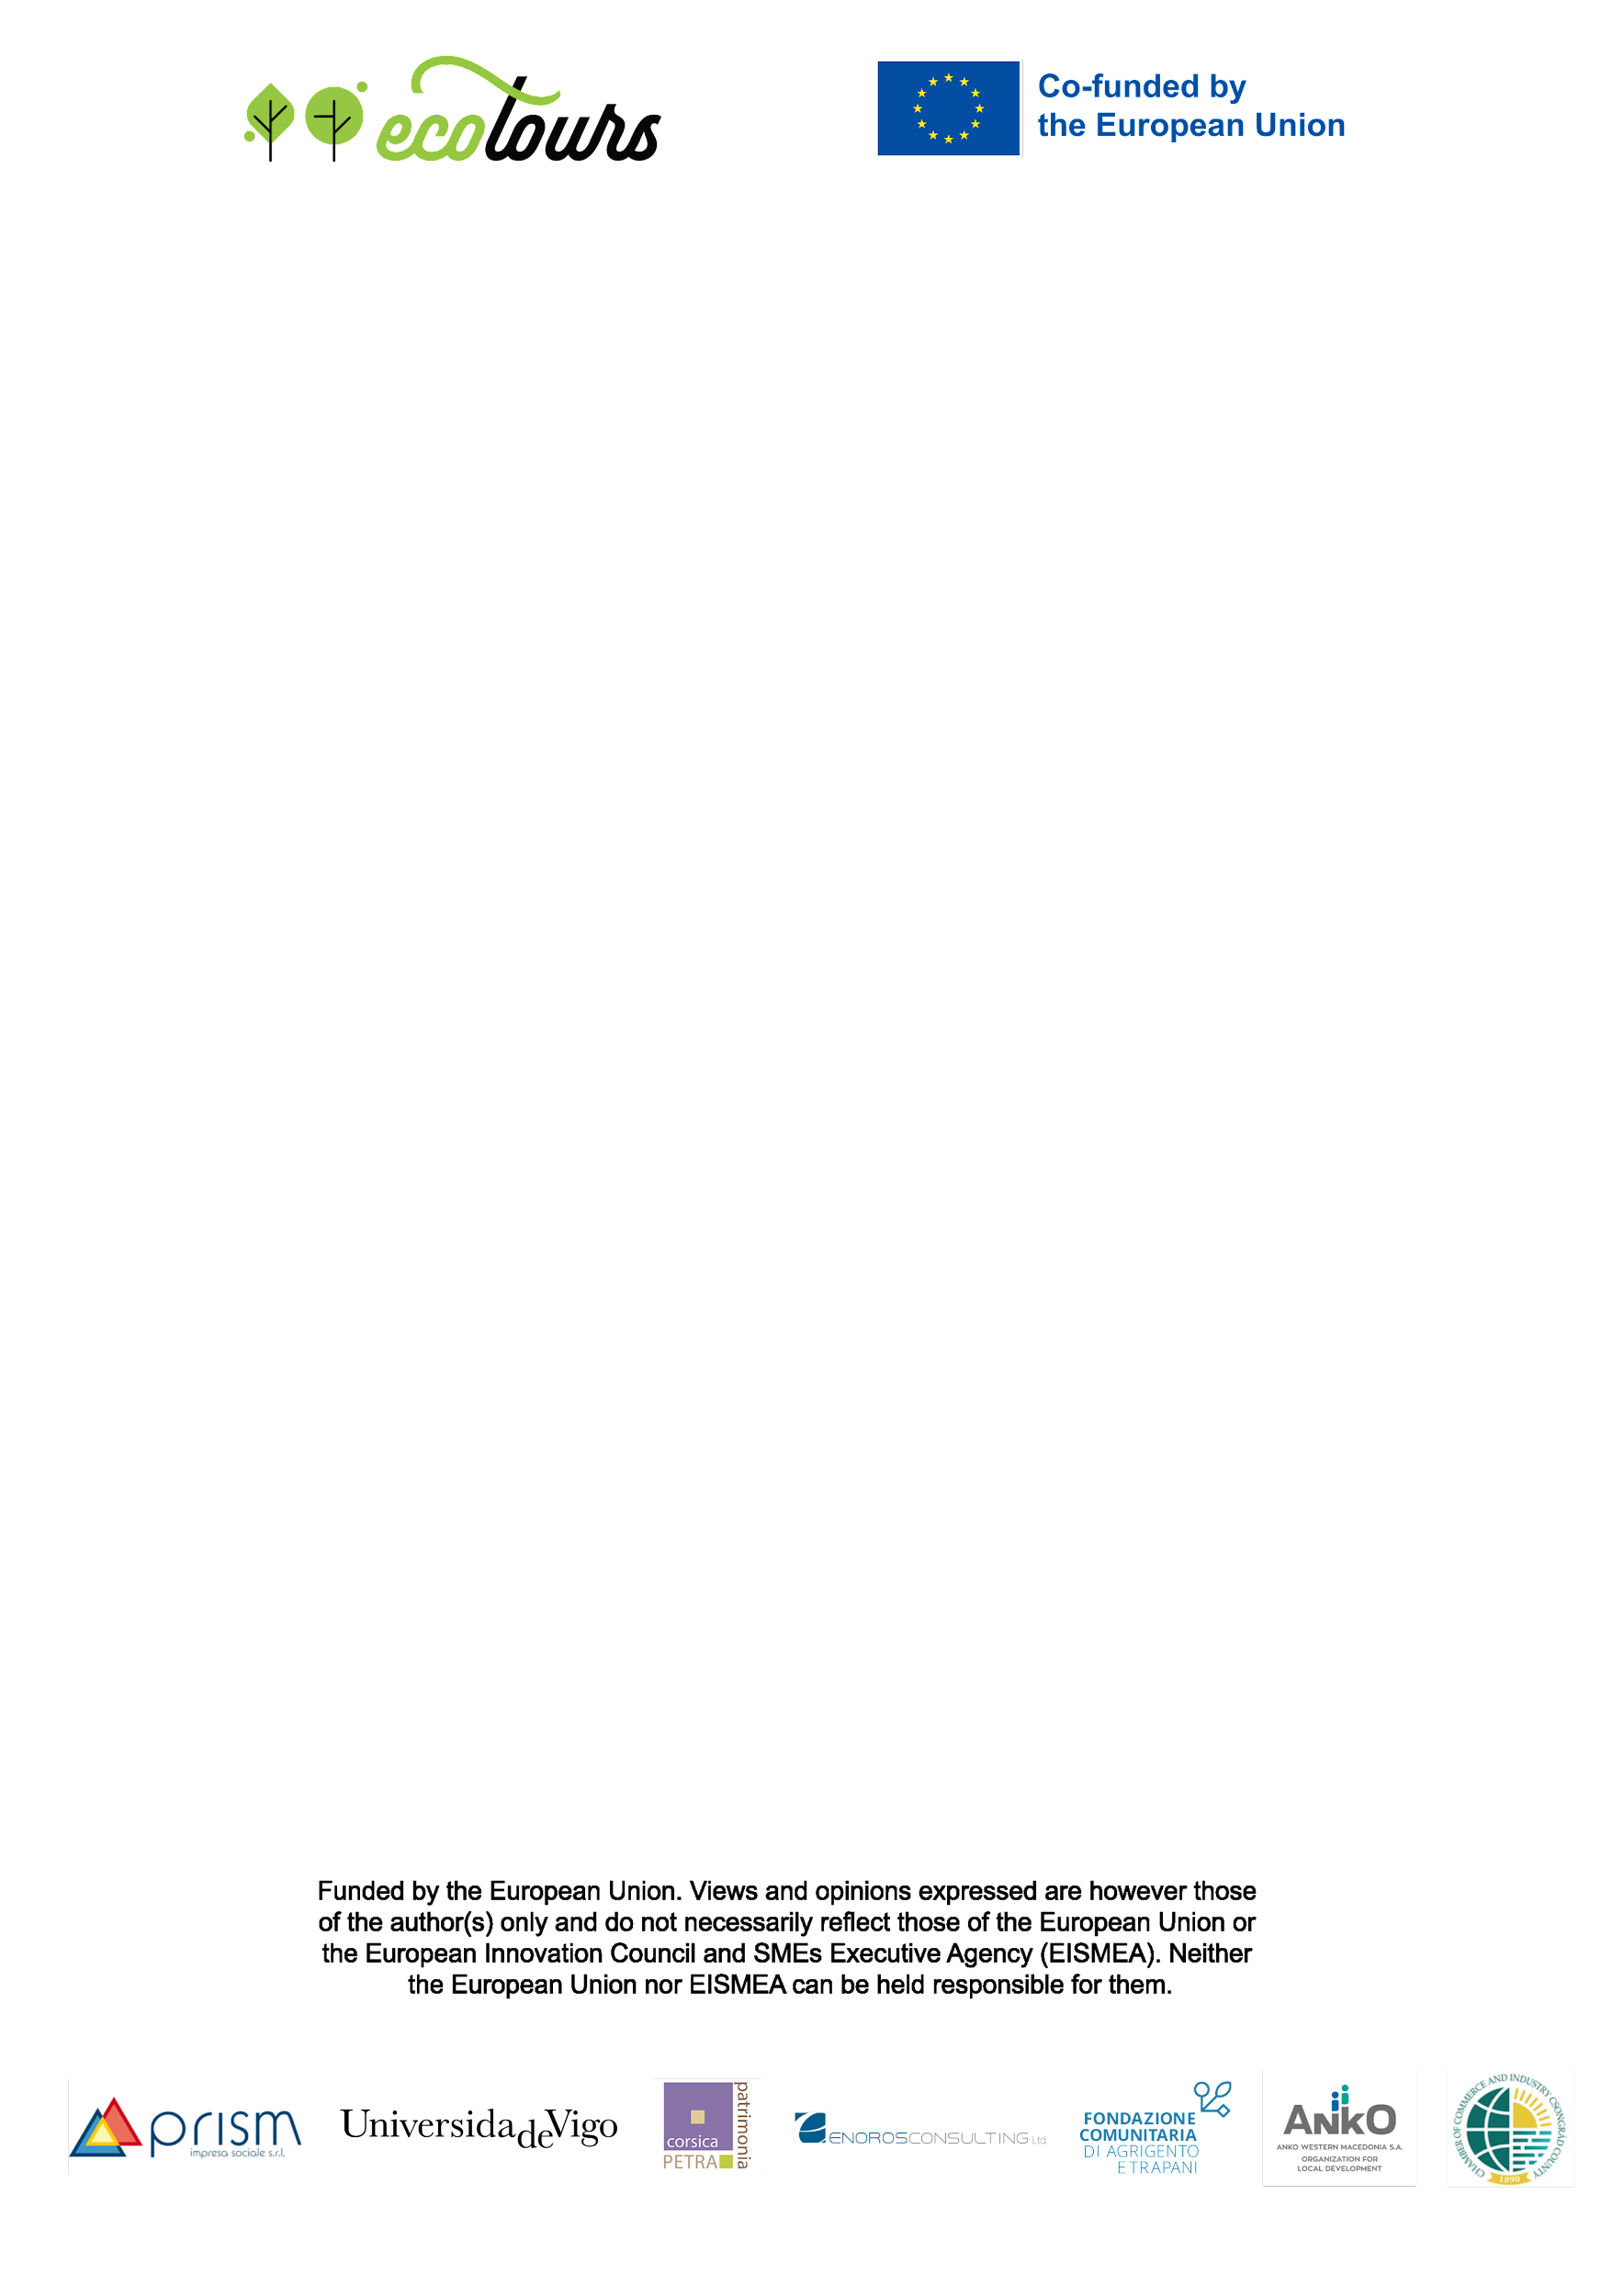 ecotours
Co-funded by
the European Union
Funded by the European Union. Views and opinions expressed are however those
of the author(s) only and do not necessarily reflect those of the European Union or
the European Innovation Council and SMEs Executive Agency (EISMEA). Neither
the European Union nor EISMEA can be held responsible for them.
prism
impresa sociale s.r.l.
UniversidadeVigo
corsica
PETRA
patrimonia
ENOROSCONSULTING Ltd.
FONDAZIONE
COMUNITARIA
DI AGRIGENTO
E TRAPANI
ANKO
ANKO WESTERN MACEDONIA S.A.
ORGANIZATION FOR
LOCAL DEVELOPMENT
CHAMBER OF COMMERCE AND INDUSTRY CSONGRÁD COUNTY
1890